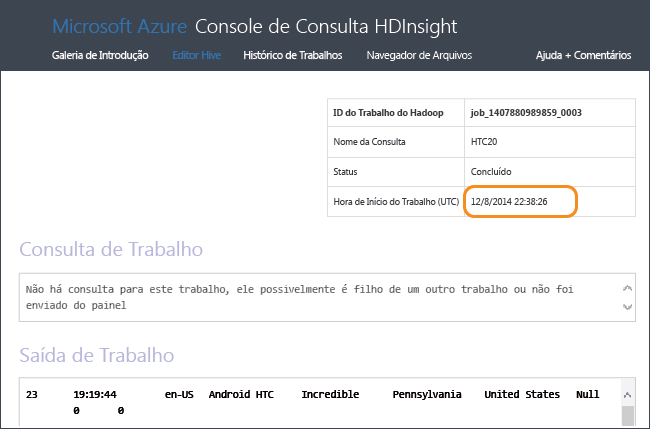 Microsoft Azure Console de Consulta HDInsight
Galeria de Introdução Editor Hive Histórico de Trabalhos Navegador de Arquivos Ajuda + Comentários
ID do Trabalho do Hadoop job_1407880989859_0003
Nome da Consulta HTC20
Status Concluído
Hora de Início do Trabalho (UTC) 12/8/2014 22:38:26
Consulta de Trabalho
Não há consulta para este trabalho, ele possivelmente é filho de um outro trabalho ou não foi
enviado do painel
Saída de Trabalho
23 19:19:44 en-US Android HTC Incredible Pennsylvania United States Null
0 0